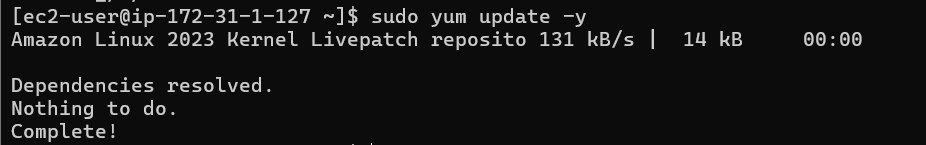 [ec2-user@ip-172-31-1-127 ~]$ sudo yum update -y
Amazon Linux 2023 Kernel Livepatch reposito 131 kB/s |  14 kB     00:00
Dependencies resolved.
Nothing to do.
Complete!